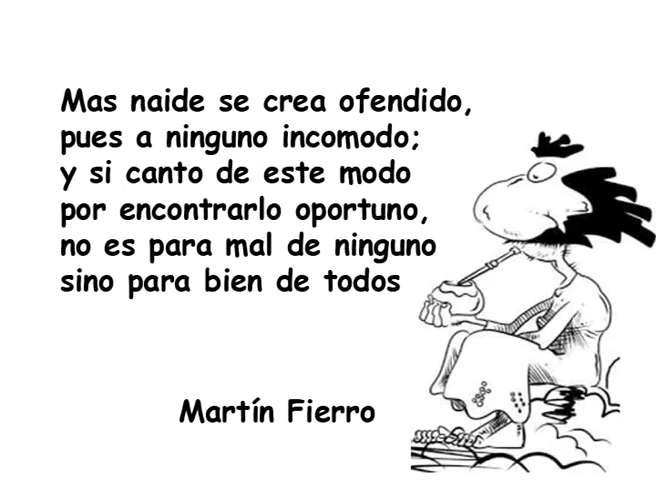 Mas naide se crea ofendido,
pues a ninguno incomodo;
y si canto de este modo
por encontrarlo oportuno,
no es para mal de ninguno
sino para bien de todos
Martín Fierro